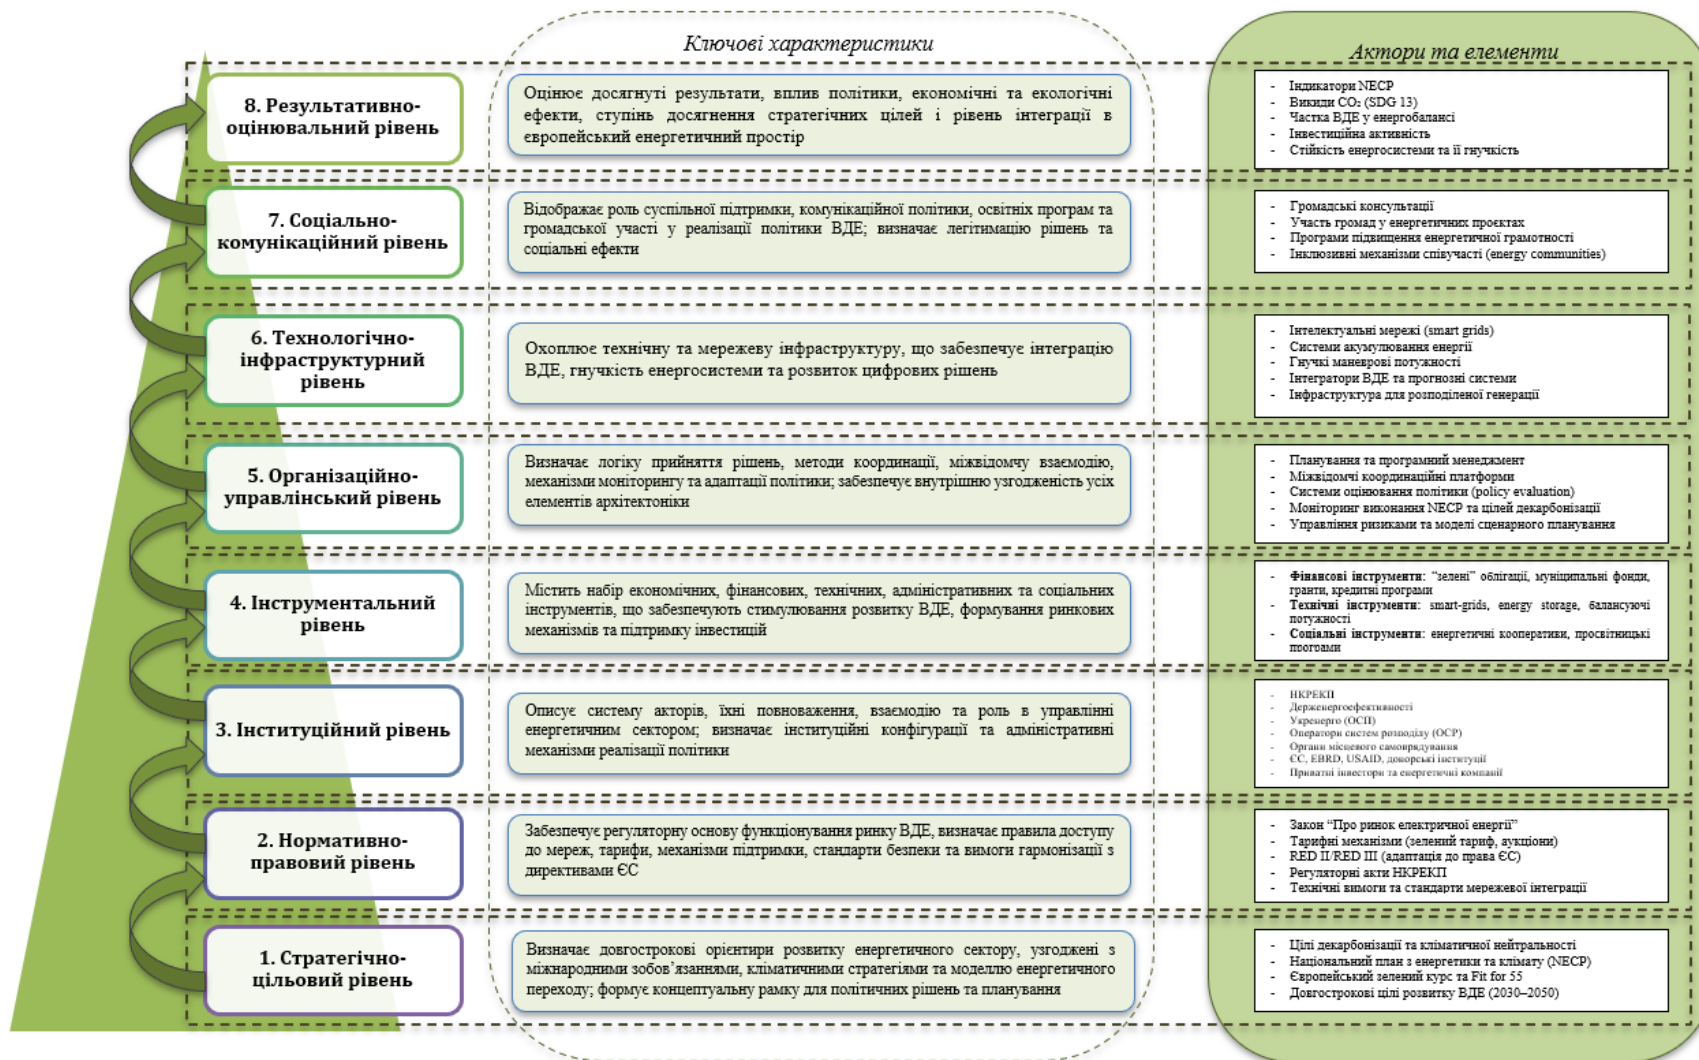 Ключові характеристики
Актори та елементи
8. Результативно-
оцінювальний рівень
Оцінює досягнуті результати, вплив політики, економічні та екологічні
ефекти, ступінь досягнення стратегічних цілей і рівень інтеграції в
європейський енергетичний простір
- Індикатори NECP
- Викиди CO₂ (SDG 13)
- Частка ВДЕ у енергобалансі
- Інвестиційна активність
- Стійкість енергосистеми та її гнучкість
7. Соціально-
комунікаційний рівень
Відображає роль суспільної підтримки, комунікаційної політики, освітніх програм та
громадської участі у реалізації політики ВДЕ; визначає легітимацію рішень та
соціальні ефекти
- Громадські консультації
- Участь громад у енергетичних проєктах
- Програми підвищення енергетичної грамотності
- Інклюзивні механізми співучасті (energy communities)
6. Технологічно-
інфраструктурний
рівень
Охоплює технічну та мережеву інфраструктуру, що забезпечує інтеграцію
ВДЕ, гнучкість енергосистеми та розвиток цифрових рішень
- Інтелектуальні мережі (smart grids)
- Системи акумулювання енергії
- Гнучкі маневрові потужності
- Інтегратори ВДЕ та прогнозні системи
- Інфраструктура для розподіленої генерації
5. Організаційно-
управлінський рівень
Визначає логіку прийняття рішень, методи координації, міжвідомчу взаємодію,
механізми моніторингу та адаптації політики; забезпечує внутрішню узгодженість усіх
елементів архітектоніки
- Планування та програмний менеджмент
- Міжвідомчі координаційні платформи
- Системи оцінювання політики (policy evaluation)
- Моніторинг виконання NECP та цілей декарбонізації
- Управління ризиками та моделі сценарного планування
4. Інструментальний
рівень
Містить набір економічних, фінансових, технічних, адміністративних та соціальних
інструментів, що забезпечують стимулювання розвитку ВДЕ, формування ринкових
механізмів та підтримку інвестицій
- Фінансові інструменти: “зелені” облігації, муніципальні фонди,
гранти, кредитні програми
- Технічні інструменти: smart-grids, energy storage, балансуючі
потужності
- Соціальні інструменти: енергетичні кооперативи, просвітницькі
програми
3. Інституційний рівень
Описує систему акторів, їхні повноваження, взаємодію та роль в управлінні
енергетичним сектором; визначає інституційні конфігурації та адміністративні
механізми реалізації політики
- НКРЕКП
- Держенергоефективності
- Укренерго (ОСП)
- Оператори систем розподілу (ОСР)
- Органи місцевого самоврядування
- ЄС, EBRD, USAID, донорські інституції
- Приватні інвестори та енергетичні компанії
2. Нормативно-
правовий рівень
Забезпечує регуляторну основу функціонування ринку ВДЕ, визначає правила доступу
до мереж, тарифи, механізми підтримки, стандарти безпеки та вимоги гармонізації з
директивами ЄС
- Закон “Про ринок електричної енергії”
- Тарифні механізми (зелений тариф, аукціони)
- RED II/RED III (адаптація до права ЄС)
- Регуляторні акти НКРЕКП
- Технічні вимоги та стандарти мережевої інтеграції
1. Стратегічно-
цільовий рівень
Визначає довгострокові орієнтири розвитку енергетичного сектору, узгоджені з
міжнародними зобов’язаннями, кліматичними стратегіями та моделлю енергетичного
переходу; формує концептуальну рамку для політичних рішень та планування
- Цілі декарбонізації та кліматичної нейтральності
- Національний план з енергетики та клімату (NECP)
- Європейський зелений курс та Fit for 55
- Довгострокові цілі розвитку ВДЕ (2030–2050)